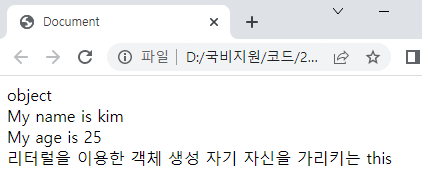 Document
파일 D:/국비지원/코드/2...
object
My name is kim
My age is 25
리터럴을 이용한 객체 생성 자기 자신을 가리키는 this